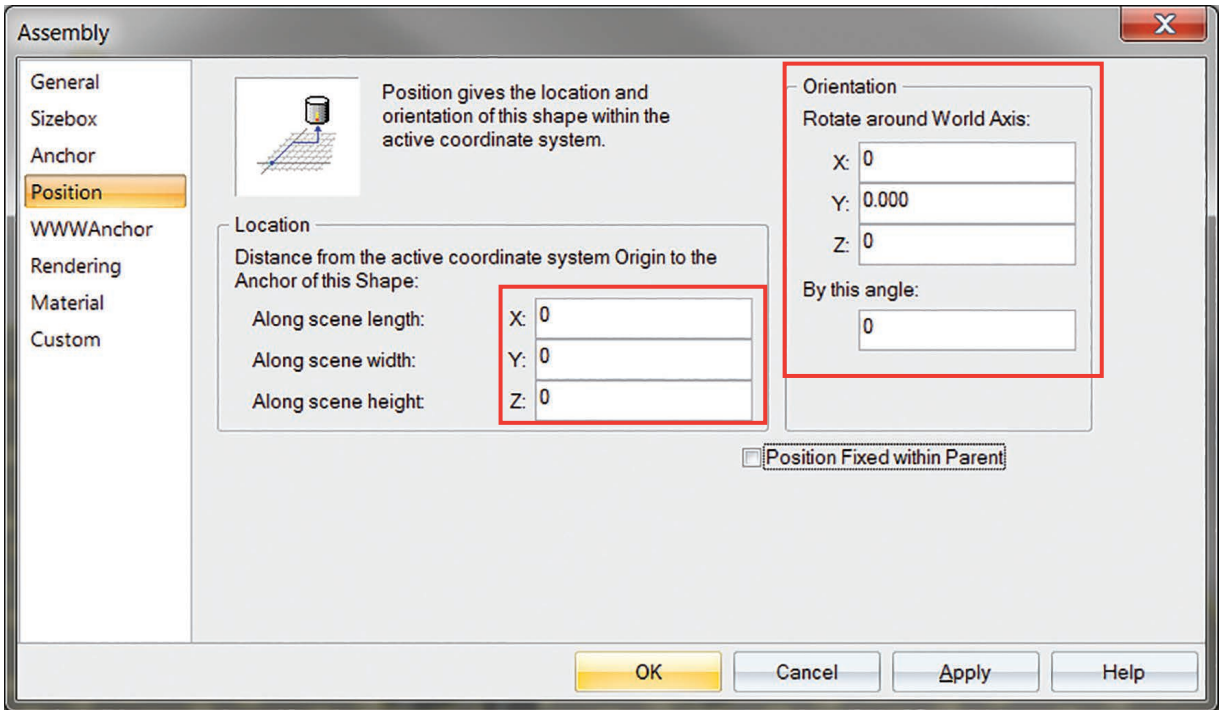 Assembly
General
Sizebox
Anchor
Position
WWWAnchor
Rendering
Material
Custom
Position gives the location and
orientation of this shape within the
active coordinate system.
Location
Distance from the active coordinate system Origin to the
Anchor of this Shape:
Along scene length: X: 0
Along scene width: Y: 0
Along scene height: Z: 0
Orientation
Rotate around World Axis:
X: 0
Y: 0.000
Z: 0
By this angle:
0
Position Fixed within Parent
OK Cancel Apply Help